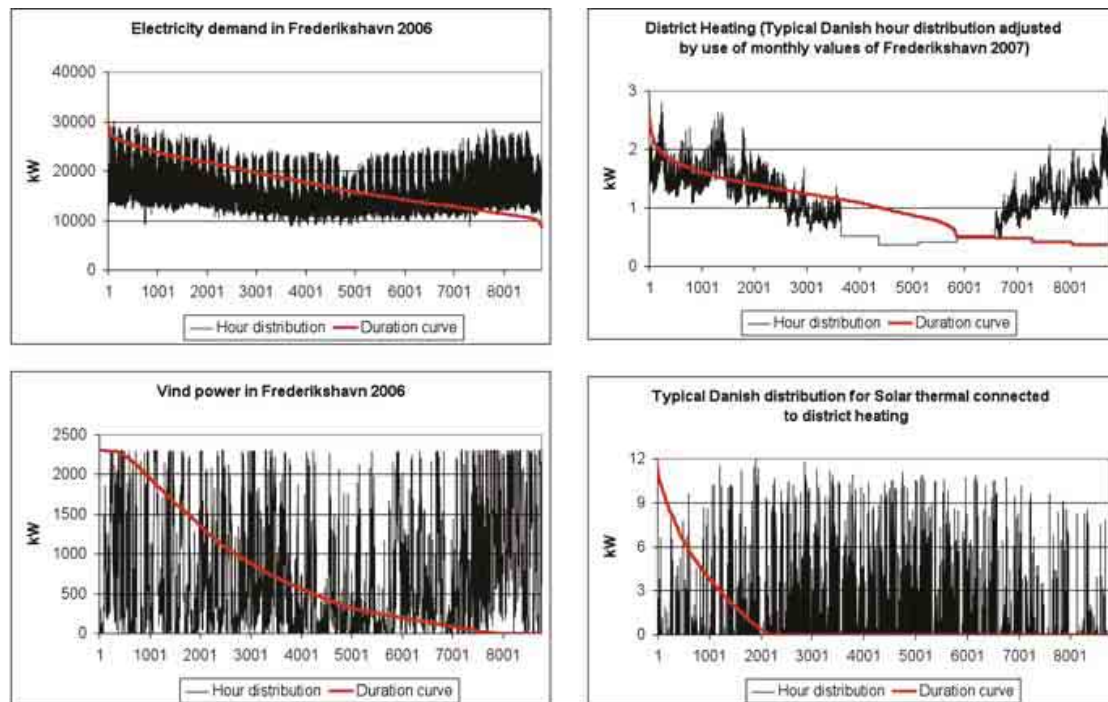 Electricity demand in Frederikshavn 2006
40000
30000
20000
10000
0
kW
1 1001 2001 3001 4001 5001 6001 7001 8001
Hour distribution Duration curve
District Heating (Typical Danish hour distribution adjusted
by use of monthly values of Frederikshavn 2007)
3
2
1
0
kW
1 1001 2001 3001 4001 5001 6001 7001 8001
Hour distribution Duration curve
Vind power in Frederikshavn 2006
2500
2000
1500
1000
500
0
kW
1 1001 2001 3001 4001 5001 6001 7001 8001
Hour distribution Duration curve
Typical Danish distribution for Solar thermal connected
to district heating
12
9
6
3
0
kW
1 1001 2001 3001 4001 5001 6001 7001 8001
Hour distribution Duration curve